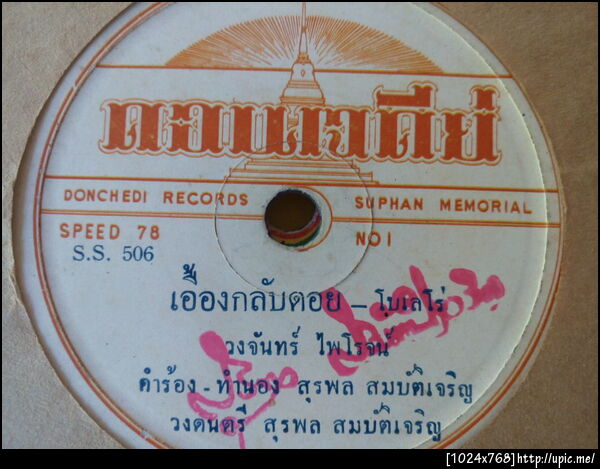 ดอนเจดีย์
DONCHEDI RECORDS SUPHAN MEMORIAL
SPEED 78 NO 1
S.S. 506
เอื้องกลับดอย – โบเลโร่
วงจันทร์ ไพโรจน์
คำร้อง - ทำนอง สุรพล สมบัติเจริญ
วงดนตรี สุรพล สมบัติเจริญ
[1024x768]http://upic.me/